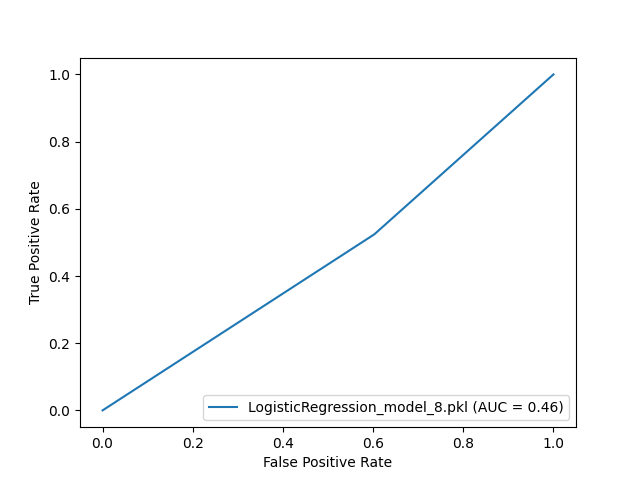 1.0
0.8
0.6
0.4
0.2
0.0
True Positive Rate
LogisticRegression_model_8.pkl (AUC = 0.46)
0.0 0.2 0.4 0.6 0.8 1.0
False Positive Rate